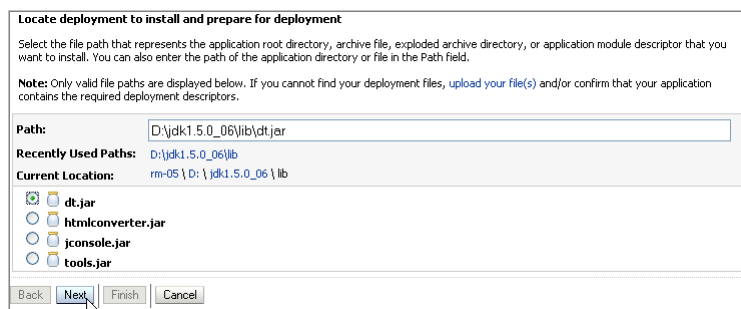 Locate deployment to install and prepare for deployment
Select the file path that represents the application root directory, archive file, exploded archive directory, or application module descriptor that you
want to install. You can also enter the path of the application directory or file in the Path field.
Note: Only valid file paths are displayed below. If you cannot find your deployment files, upload your file(s) and/or confirm that your application
contains the required deployment descriptors.
Path: D:\jdk1.5.0_06\lib\dt.jar
Recently Used Paths: D:\jdk1.5.0_06\lib
Current Location: rm-05 \ D: \ jdk1.5.0_06 \ lib
dt.jar
htmlconverter.jar
jconsole.jar
tools.jar
Back Next Finish Cancel